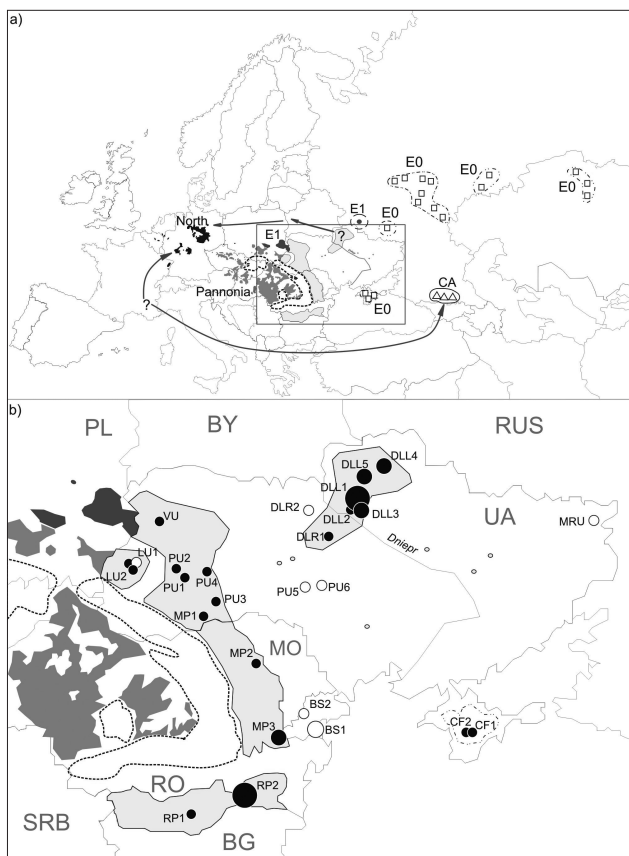 a)
E0
E0
E0
E1
E0
North
E1
?
CA
Pannonia
E0
?
b)
PL
BY
RUS
DLL4
DLL5
DLL1
VU
DLR2
DLL2
DLL3
UA
MRU
LU1
DLR1
Dniepr
LU2
PU2
PU1
PU4
PU5
PU6
PU3
MP1
MO
MP2
BS2
MP3
BS1
CF2
CF1
RO
RP2
SRB
RP1
BG